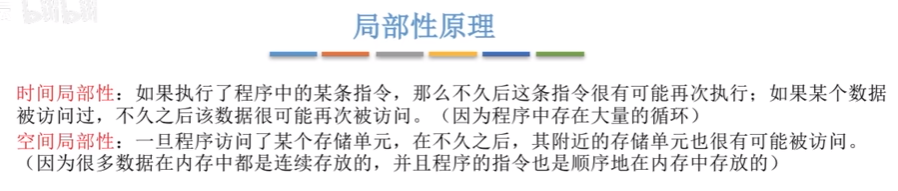 bilibili
局部性原理
时间局部性：如果执行了程序中的某条指令，那么不久后这条指令很有可能再次执行；如果某个数据
被访问过，不久之后该数据很可能再次被访问。（因为程序中存在大量的循环）
空间局部性：一旦程序访问了某个存储单元，在不久之后，其附近的存储单元也很有可能被访问。
（因为很多数据在内存中都是连续存放的，并且程序的指令也是顺序地在内存中存放的）